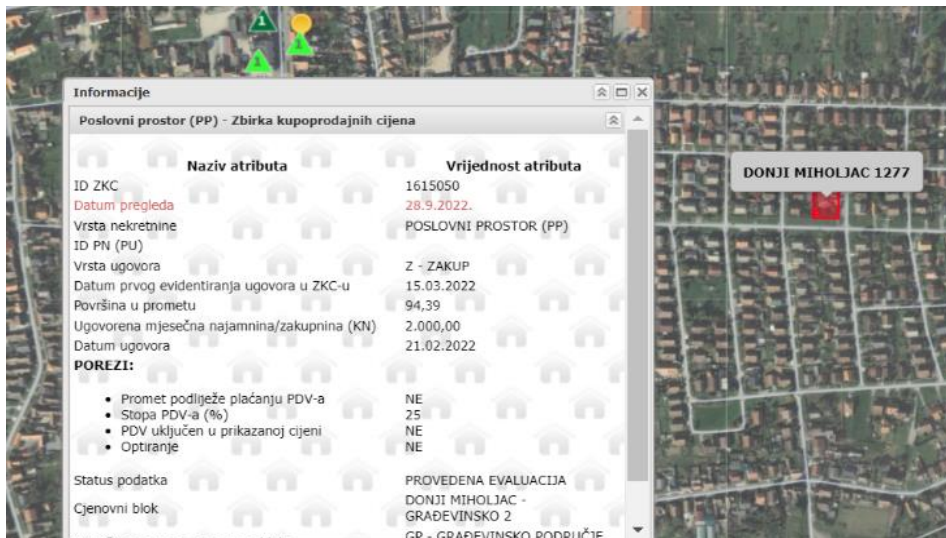 1
1
1
Informacije
Poslovni prostor (PP) - Zbirka kupoprodajnih cijena
Naziv atributa Vrijednost atributa
ID ZKC 1615050
Datum pregleda 28.9.2022.
Vrsta nekretnine POSLOVNI PROSTOR (PP)
ID PN (PU)
Vrsta ugovora Z - ZAKUP
Datum prvog evidentiranja ugovora u ZKC-u 15.03.2022
Površina u prometu 94,39
Ugovorena mjesečna najamnina/zakupnina (KN) 2.000,00
Datum ugovora 21.02.2022
POREZI:
• Promet podliježe plaćanju PDV-a NE
• Stopa PDV-a (%) 25
• PDV uključen u prikazanoj cijeni NE
• Optiranje NE
Status podatka PROVEDENA EVALUACIJA
Cjenovni blok DONJI MIHOLJAC -
GRAĐEVINSKO 2
GP - GRAĐEVINSKO PODRUČJE
DONJI MIHOLJAC 1277